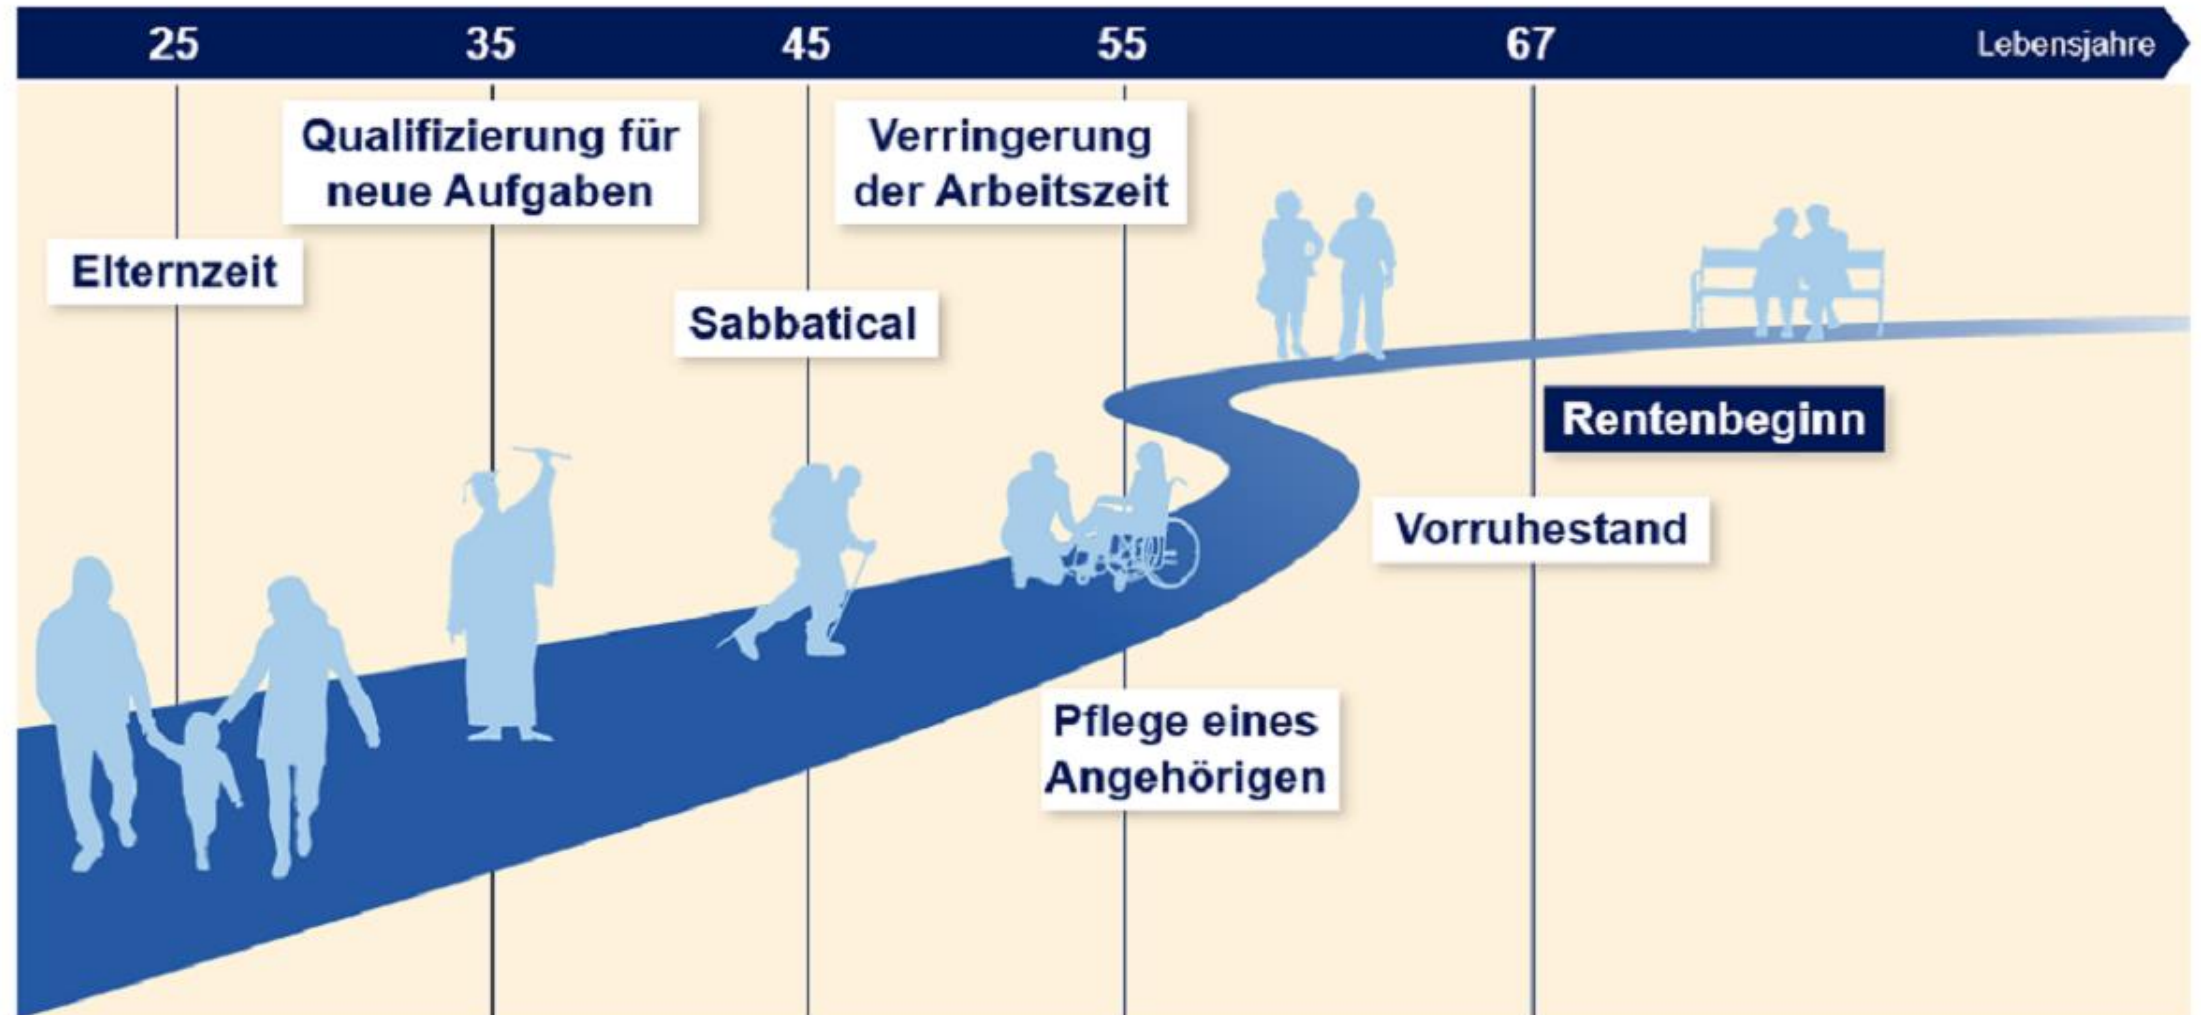 25 35 45 55 67 Lebensjahre
Qualifizierung für
neue Aufgaben
Verringerung
der Arbeitszeit
Elternzeit
Sabbatical
Rentenbeginn
Vorruhestand
Pflege eines
Angehörigen